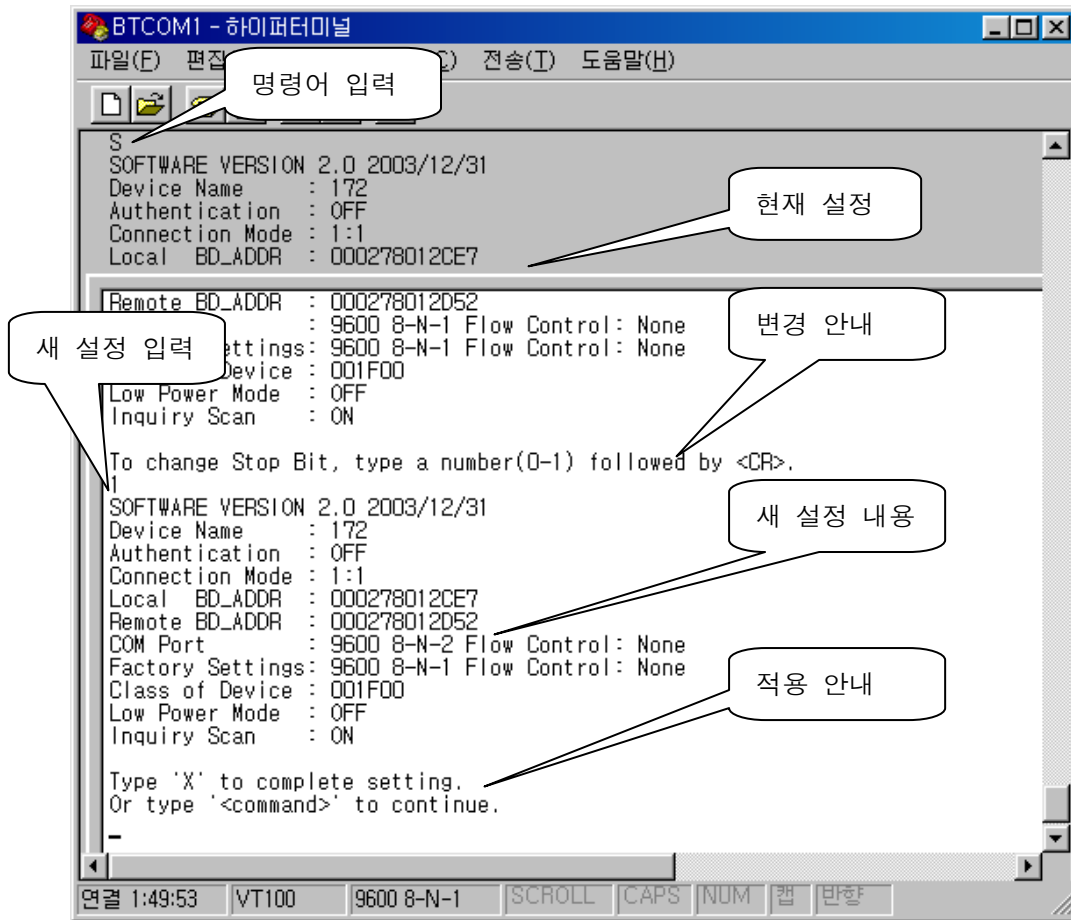 BTCOM1 - 하이퍼터미널
파일(F) 편집 C) 전송(T) 도움말(H)
명령어 입력
S
SOFTWARE VERSION 2.0 2003/12/31
Device Name : 172
Authentication : OFF
Connection Mode : 1:1
Local BD_ADDR : 000278012CE7
현재 설정
Remote BD_ADDR : 000278012D52
: 9600 8-N-1 Flow Control: None
ettings: 9600 8-N-1 Flow Control: None
Device : 001F00
Low Power Mode : OFF
Inquiry Scan : ON
변경 안내
새 설정 입력
To change Stop Bit, type a number(0-1) followed by <CR>.
1
SOFTWARE VERSION 2.0 2003/12/31
Device Name : 172
Authentication : OFF
Connection Mode : 1:1
Local BD_ADDR : 000278012CE7
Remote BD_ADDR : 000278012D52
COM Port : 9600 8-N-2 Flow Control: None
Factory Settings: 9600 8-N-1 Flow Control: None
Class of Device : 001F00
Low Power Mode : OFF
Inquiry Scan : ON
새 설정 내용
적용 안내
Type 'X' to complete setting.
Or type '<command>' to continue.
연결 1:49:53 VT100 9600 8-N-1 SCROLL CAPS NUM 캡 반향